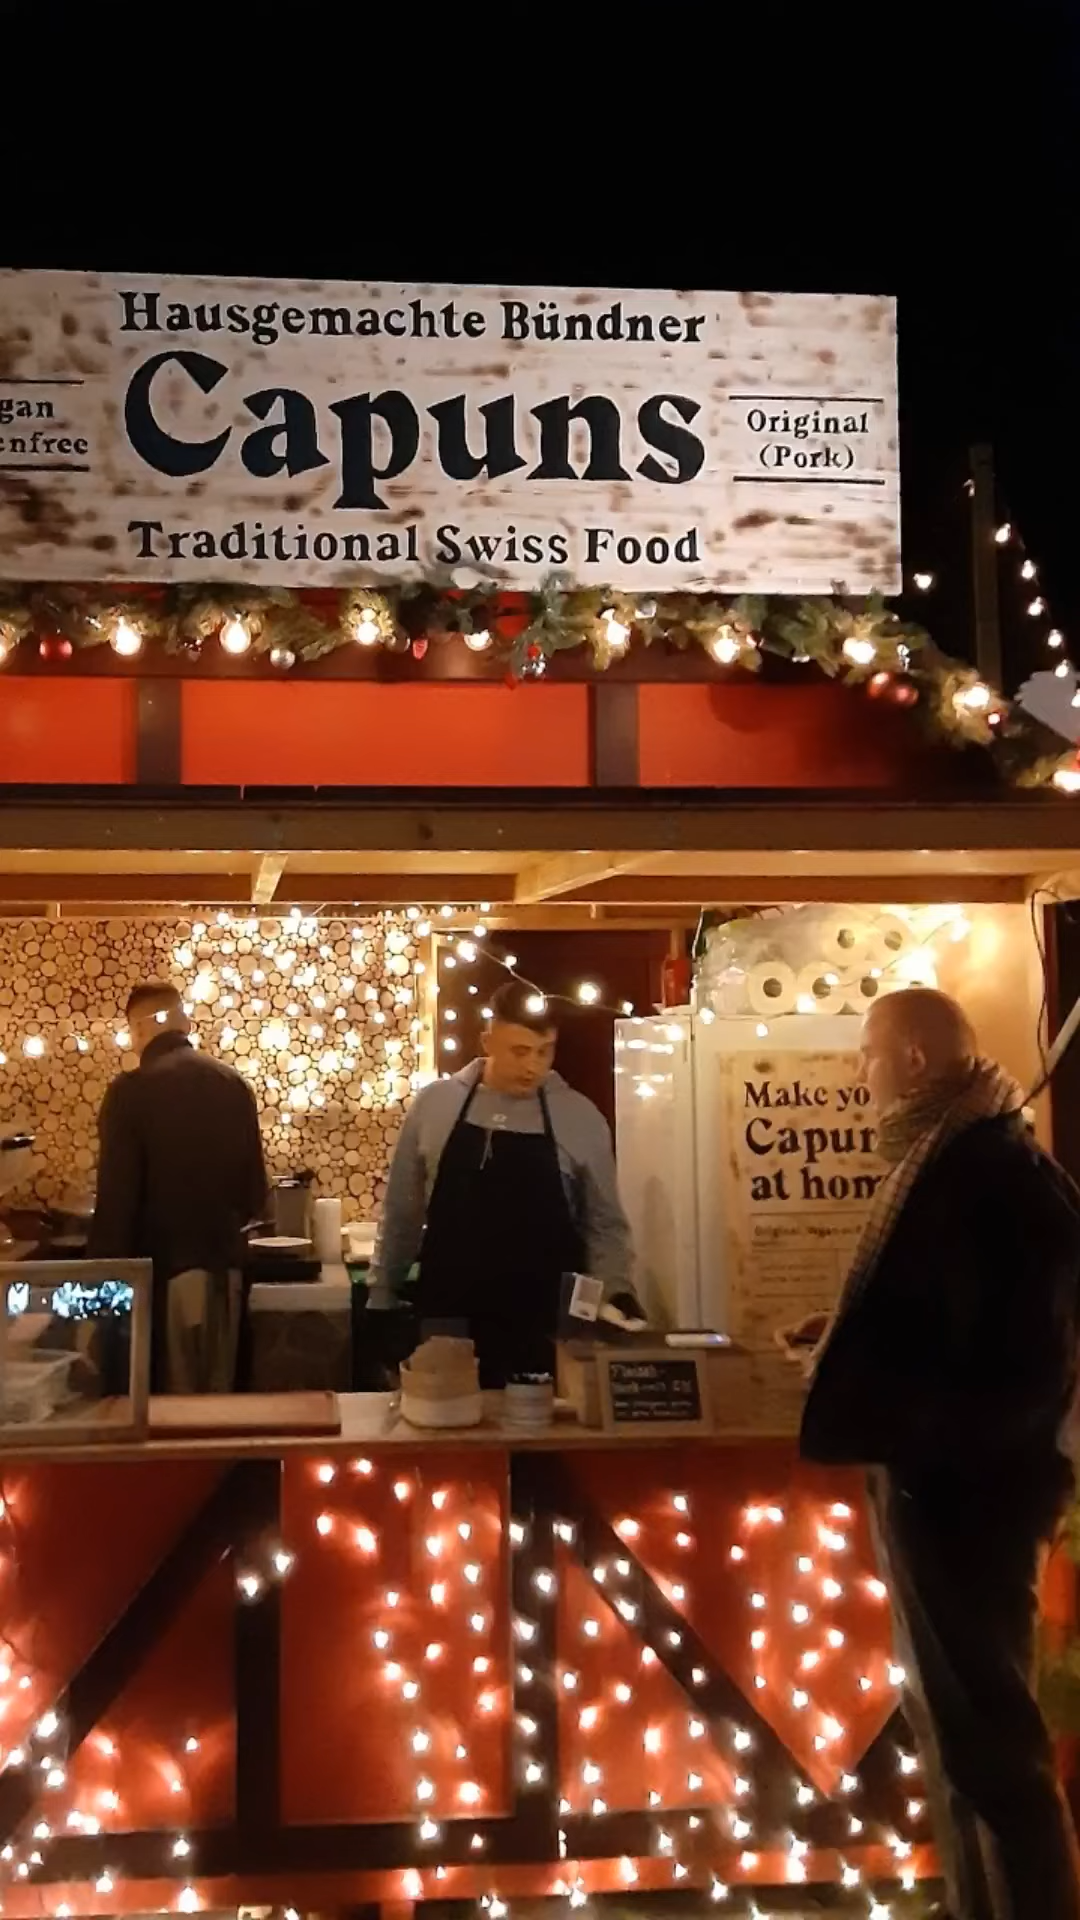 Hausgemachte Bündner
gan
enfree
Capuns
Original
(Pork)
Traditional Swiss Food
Make yo
Capun
at hom